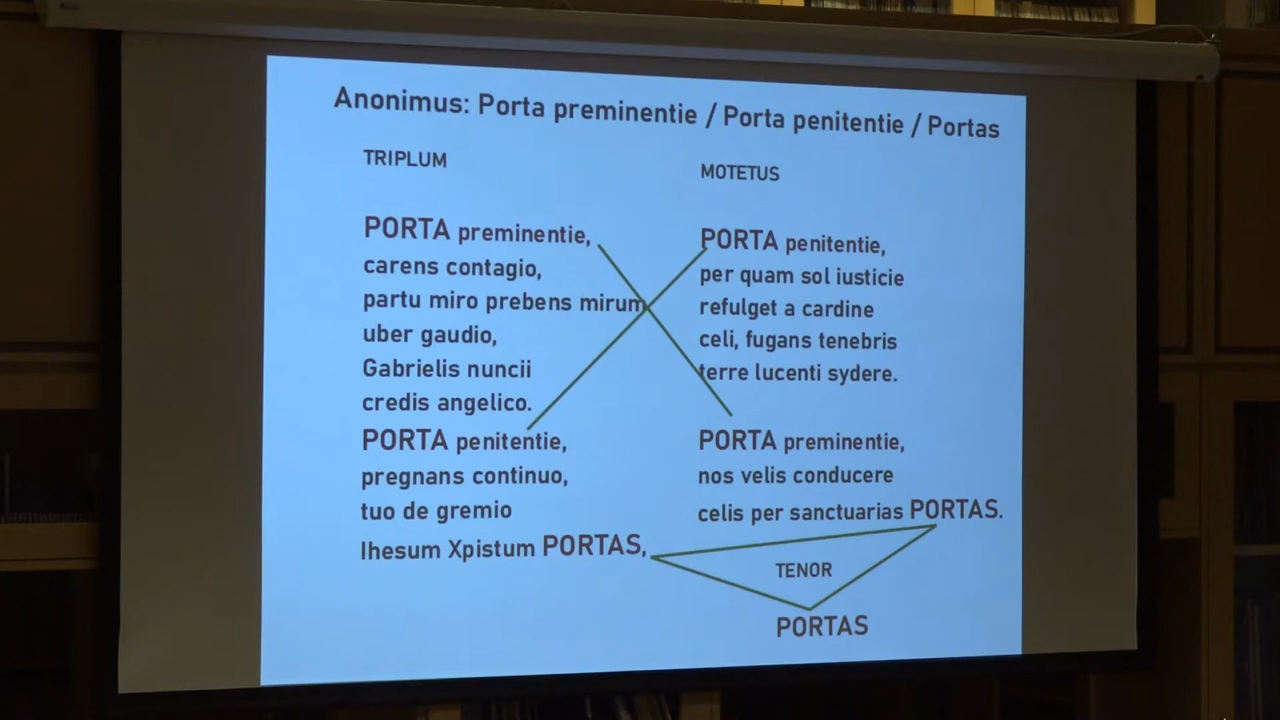 Anonimus: Porta preminentie / Porta penitentie / Portas
TRIPLUM
PORTA preminentie,
carens contagio,
partu miro prebens mirum
uber gaudio,
Gabrielis nuncii
credis angelico.
PORTA penitentie,
pregnans continuo,
tuo de gremio
Ihesum Xpistum PORTAS,
MOTETUS
PORTA penitentie,
per quam sol iusticie
refulget a cardine
celi, fugans tenebris
terre lucenti sydere.
PORTA preminentie,
nos velis conducere
celis per sanctuarias PORTAS.
TENOR
PORTAS